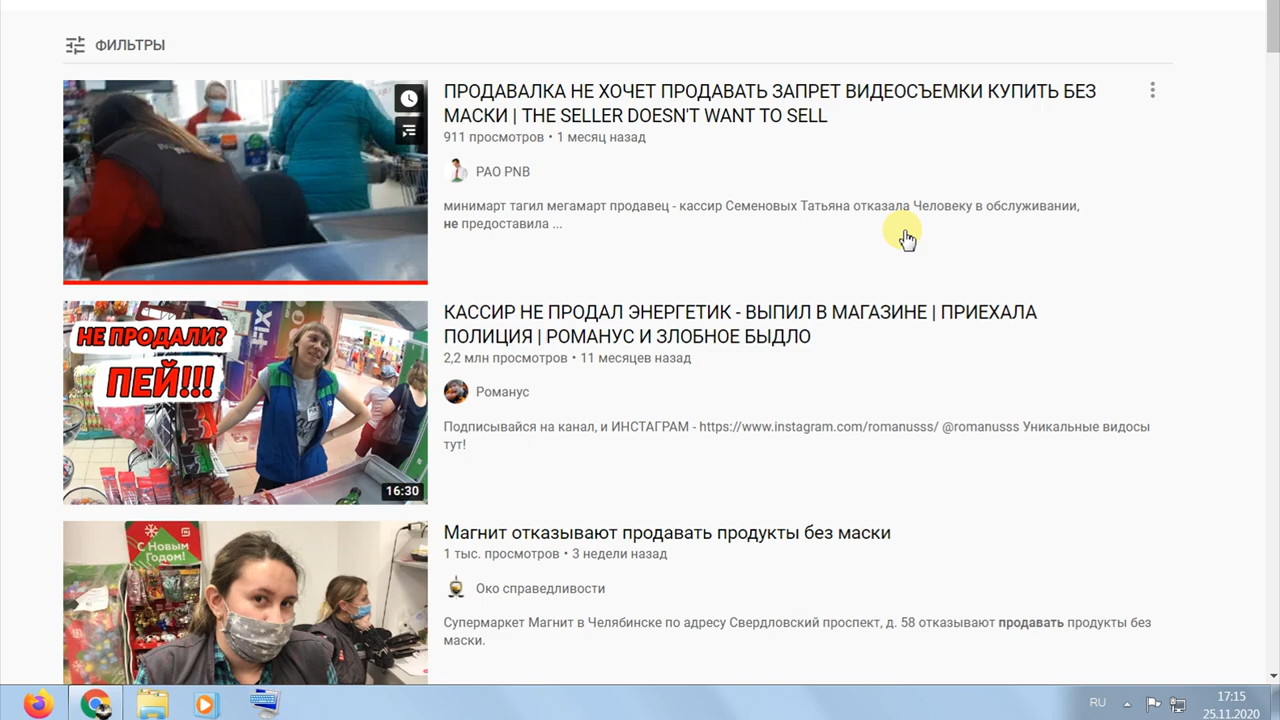 ФИЛЬТРЫ
ПРОДАВАЛКА НЕ ХОЧЕТ ПРОДАВАТЬ ЗАПРЕТ ВИДЕОСЪЕМКИ КУПИТЬ БЕЗ
МАСКИ | THE SELLER DOESN'T WANT TO SELL
911 просмотров • 1 месяц назад
PAO PNB
минимарт тагил мегамарт продавец - кассир Семеновых Татьяна отказала Человеку в обслуживании,
не предоставила ...
НЕ ПРОДАЛИ?
ПЕЙ!!!
16:30
КАССИР НЕ ПРОДАЛ ЭНЕРГЕТИК - ВЫПИЛ В МАГАЗИНЕ | ПРИЕХАЛА
ПОЛИЦИЯ | РОМАНУС И ЗЛОБНОЕ БЫДЛО
2,2 млн просмотров • 11 месяцев назад
Романус
Подписывайся на канал, и ИНСТАГРАМ - https://www.instagram.com/romanusss/ @romanusss Уникальные видосы
тут!
С Новым
Годом!
Магнит отказывают продавать продукты без маски
1 тыс. просмотров • 3 недели назад
Око справедливости
Супермаркет Магнит в Челябинске по адресу Свердловский проспект, д. 58 отказывают продавать продукты без
маски.
RU
17:15
25.11.2020